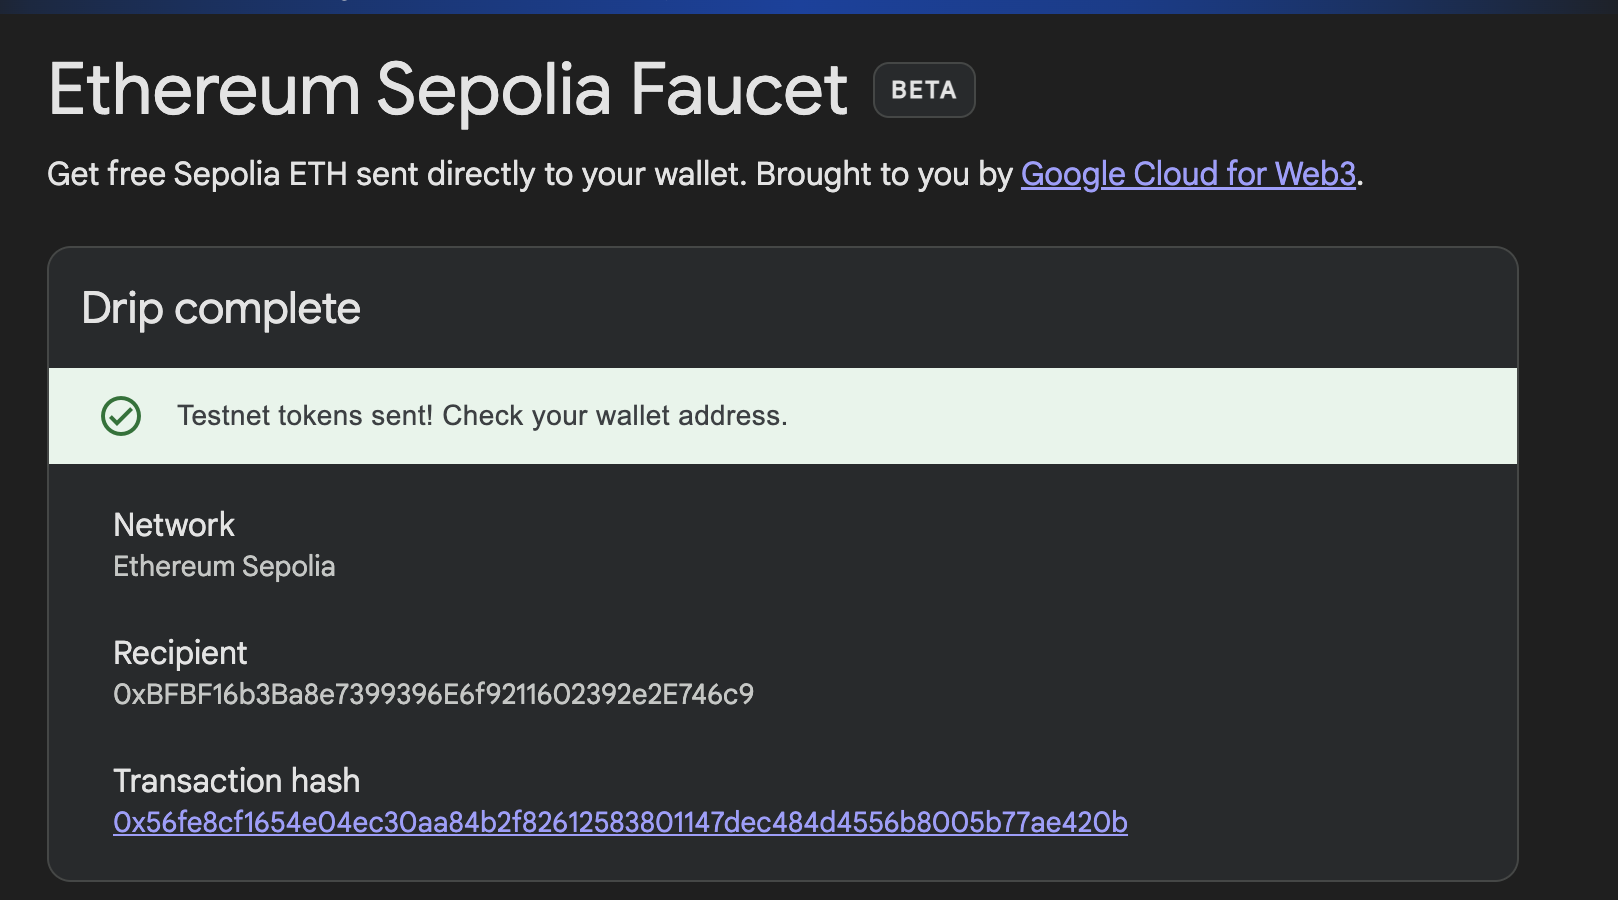 Ethereum Sepolia Faucet BETA
Get free Sepolia ETH sent directly to your wallet. Brought to you by Google Cloud for Web3.
Drip complete
Testnet tokens sent! Check your wallet address.
Network
Ethereum Sepolia
Recipient
0xBFBF16b3Ba8e7399396E6f9211602392e2E746c9
Transaction hash
0x56fe8cf1654e04ec30aa84b2f82612583801147dec484d4556b8005b77ae420b